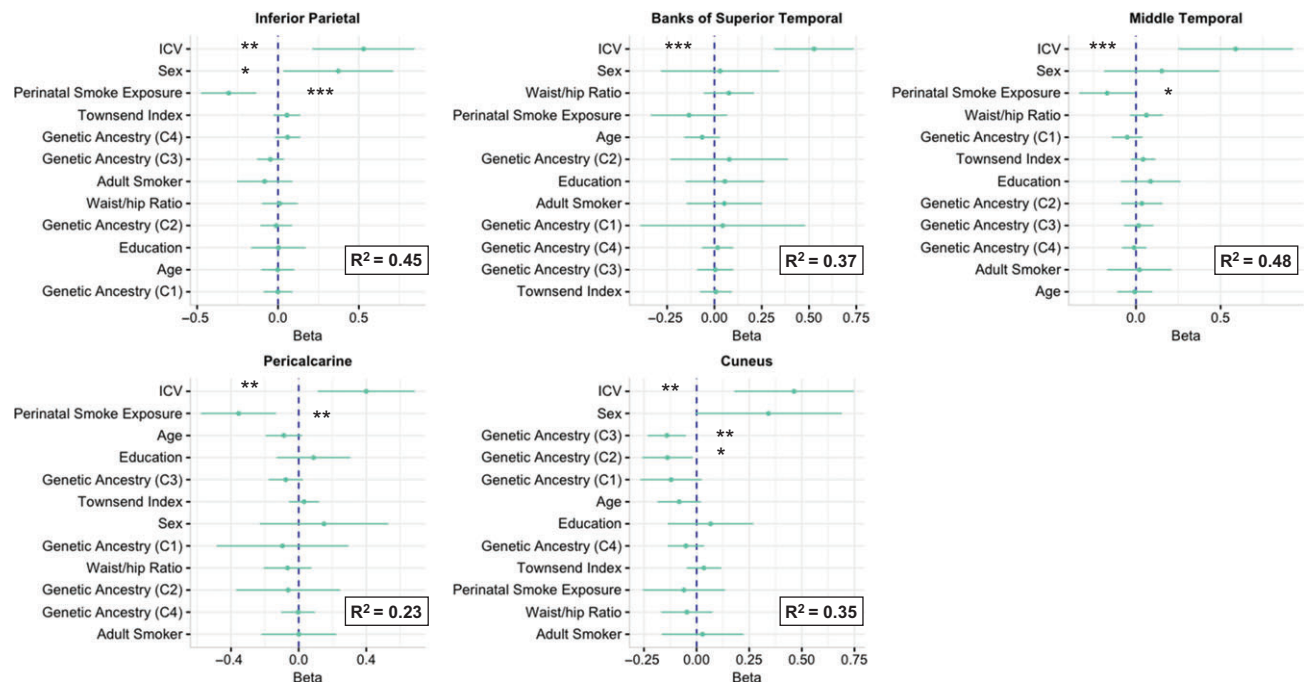 Inferior Parietal
ICV
**
Sex
*
Perinatal Smoke Exposure
***
Townsend Index
Genetic Ancestry (C4)
Genetic Ancestry (C3)
Adult Smoker
Waist/hip Ratio
Genetic Ancestry (C2)
Education
Age
Genetic Ancestry (C1)
R² = 0.45
−0.5 0.0 0.5
Beta
Banks of Superior Temporal
ICV
***
Sex
Waist/hip Ratio
Perinatal Smoke Exposure
Age
Genetic Ancestry (C2)
Education
Adult Smoker
Genetic Ancestry (C1)
Genetic Ancestry (C4)
Genetic Ancestry (C3)
Townsend Index
R² = 0.37
−0.25 0.00 0.25 0.50 0.75
Beta
Middle Temporal
ICV
***
Sex
Perinatal Smoke Exposure
*
Waist/hip Ratio
Genetic Ancestry (C1)
Townsend Index
Education
Genetic Ancestry (C2)
Genetic Ancestry (C3)
Genetic Ancestry (C4)
Adult Smoker
Age
R² = 0.48
0.0 0.5
Beta
Pericalcarine
ICV
**
Perinatal Smoke Exposure
**
Age
Education
Genetic Ancestry (C3)
Townsend Index
Sex
Genetic Ancestry (C1)
Waist/hip Ratio
Genetic Ancestry (C2)
Genetic Ancestry (C4)
Adult Smoker
R² = 0.23
−0.4 0.0 0.4
Beta
Cuneus
ICV
**
Sex
Genetic Ancestry (C3)
**
Genetic Ancestry (C2)
*
Genetic Ancestry (C1)
Age
Education
Genetic Ancestry (C4)
Townsend Index
Perinatal Smoke Exposure
Waist/hip Ratio
Adult Smoker
R² = 0.35
−0.25 0.00 0.25 0.50 0.75
Beta